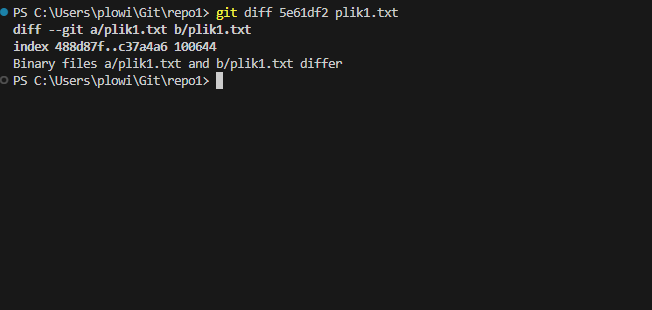 PS C:\Users\plowi\Git\repo1> git diff 5e61df2 plik1.txt
diff --git a/plik1.txt b/plik1.txt
index 488d87f..c37a4a6 100644
Binary files a/plik1.txt and b/plik1.txt differ
PS C:\Users\plowi\Git\repo1>